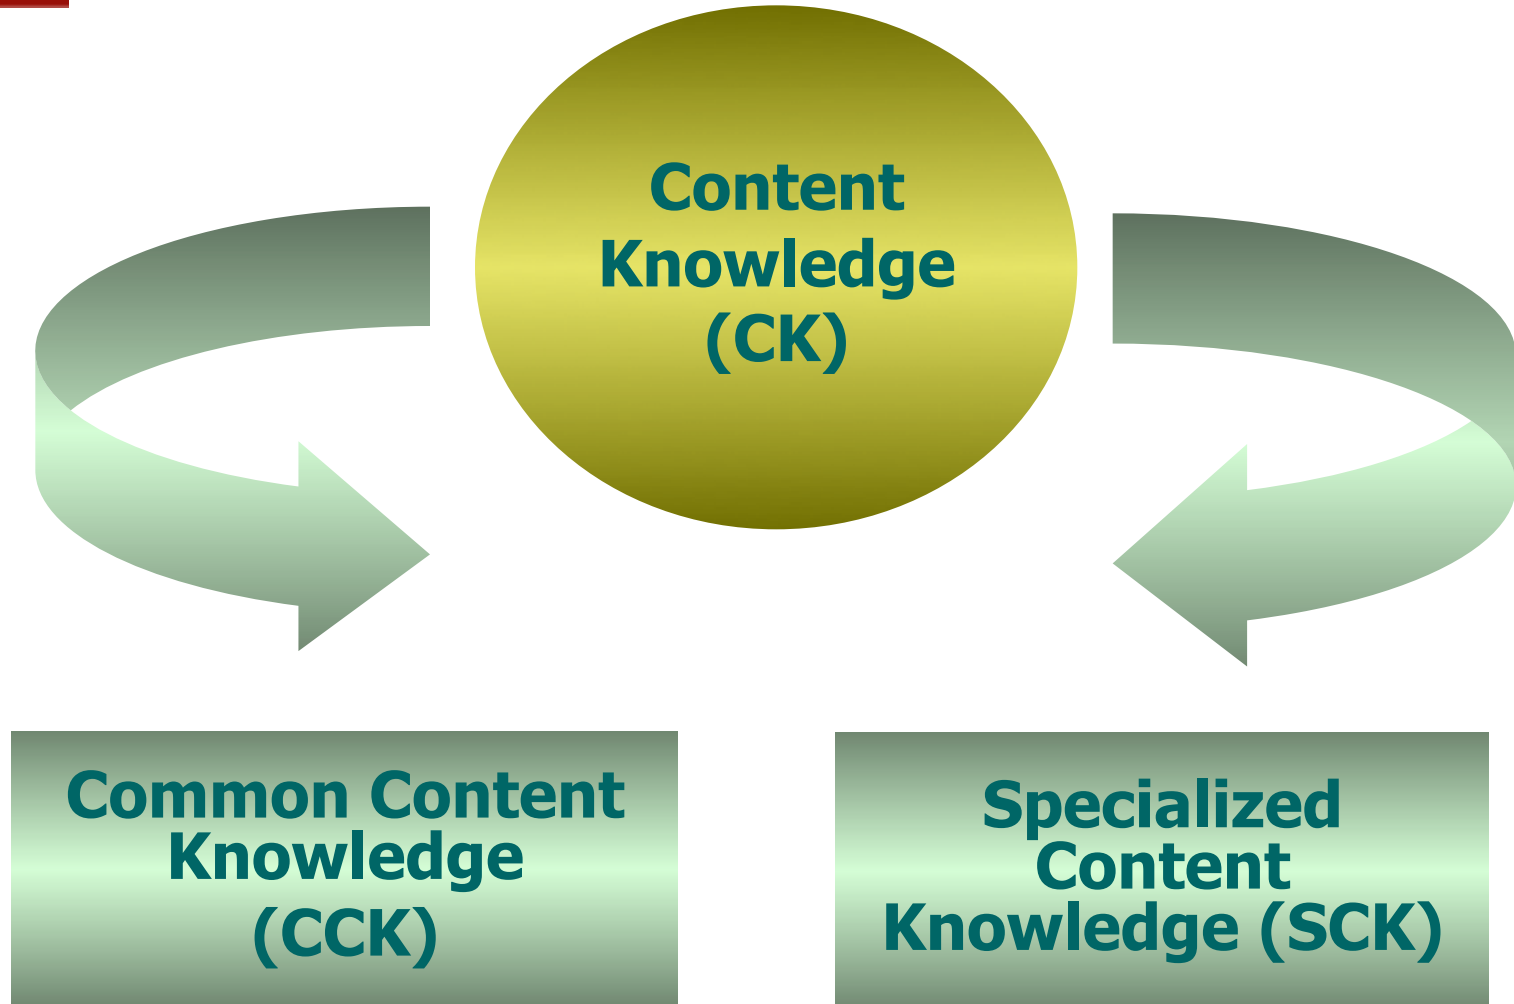 Content
Knowledge
(CK)
Common Content
Knowledge
(CCK)
Specialized
Content
Knowledge (SCK)